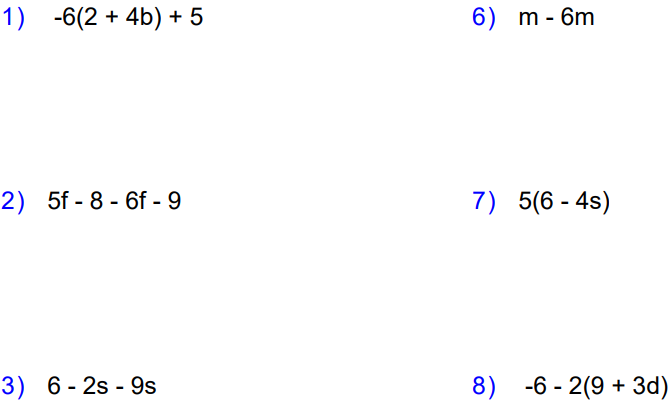 1) -6(2 + 4b) + 5
6) m - 6m
2) 5f - 8 - 6f - 9
7) 5(6 - 4s)
3) 6 - 2s - 9s
8) -6 - 2(9 + 3d)